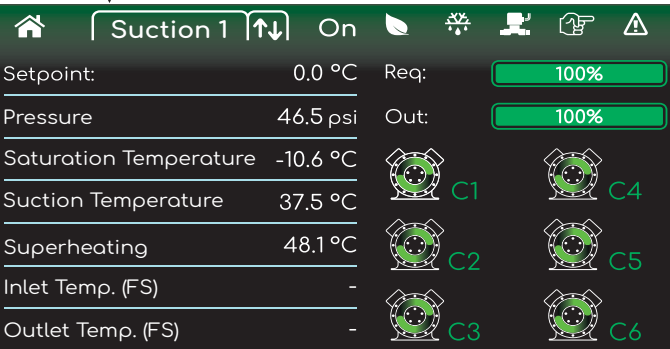 Suction 1 On
Setpoint: 0.0 °C
Pressure 46.5 psi
Saturation Temperature -10.6 °C
Suction Temperature 37.5 °C
Superheating 48.1 °C
Inlet Temp. (FS) -
Outlet Temp. (FS) -
Req: 100%
Out: 100%
C1 C4
C2 C5
C3 C6